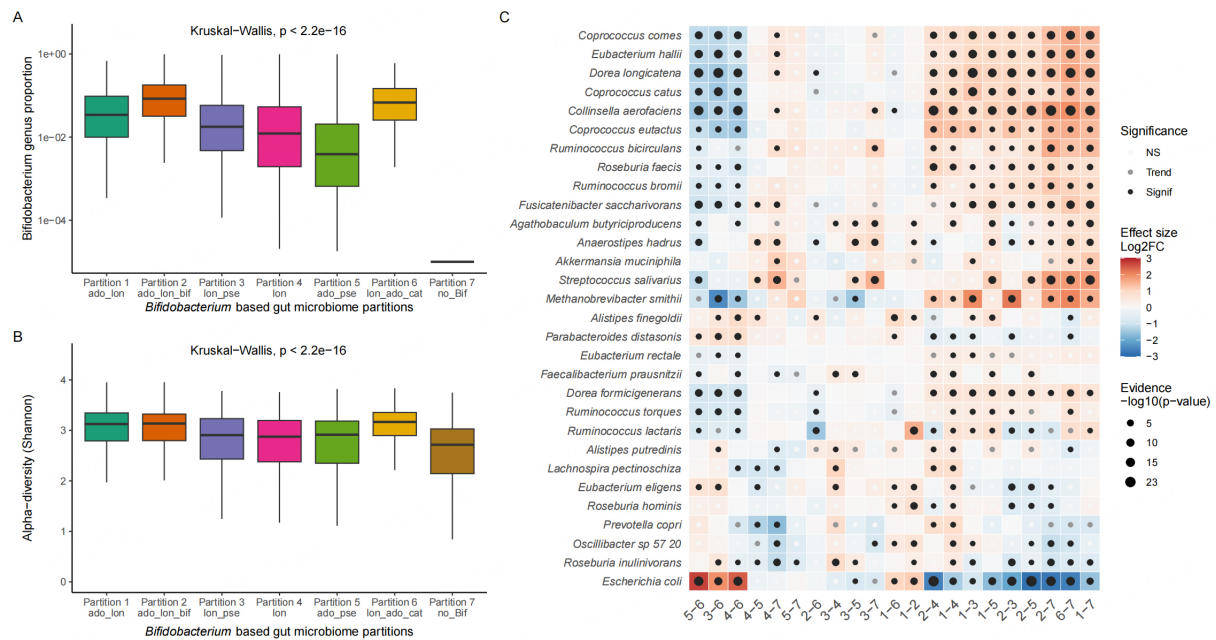 A
Kruskal−Wallis, p < 2.2e−16
Bifidobacterium genus proportion
1e+00
1e−02
1e−04
Partition 1 Partition 2 Partition 3 Partition 4 Partition 5 Partition 6 Partition 7
ado_lon ado_lon_bif lon_pse lon ado_pse lon_ado_cat no_Bif
Bifidobacterium based gut microbiome partitions
B
Kruskal−Wallis, p < 2.2e−16
Alpha−diversity (Shannon)
4
3
2
1
0
Partition 1 Partition 2 Partition 3 Partition 4 Partition 5 Partition 6 Partition 7
ado_lon ado_lon_bif lon_pse lon ado_pse lon_ado_cat no_Bif
Bifidobacterium based gut microbiome partitions
C
Coprococcus comes
Eubacterium hallii
Dorea longicatena
Coprococcus catus
Collinsella aerofaciens
Coprococcus eutactus
Ruminococcus bicirculans
Roseburia faecis
Ruminococcus bromii
Fusicatenibacter saccharivorans
Agathobaculum butyriciproducens
Anaerostipes hadrus
Akkermansia muciniphila
Streptococcus salivarius
Methanobrevibacter smithii
Alistipes finegoldii
Parabacteroides distasonis
Eubacterium rectale
Faecalibacterium prausnitzii
Dorea formicigenerans
Ruminococcus torques
Ruminococcus lactaris
Alistipes putredinis
Lachnospira pectinoschiza
Eubacterium eligens
Roseburia hominis
Prevotella copri
Oscillibacter sp 57 20
Roseburia inulinivorans
Escherichia coli
5−6 3−6 4−6 4−5 4−7 5−7 2−6 3−4 3−5 3−7 1−6 1−2 2−4 1−4 1−3 1−5 2−3 2−5 2−7 6−7 1−7
Significance
NS
Trend
Signif
Effect size
Log2FC
3
2
1
0
−1
−2
−3
Evidence
−log10(p−value)
5
10
15
23